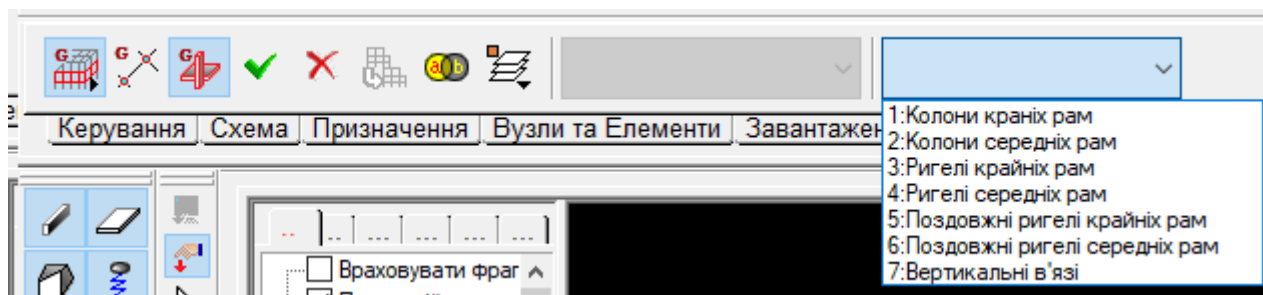 G G G
a b
1:Колони краніх рам
2:Колони середніх рам
3:Ригелі крайніх рам
4:Ригелі середніх рам
5:Поздовжні ригелі крайніх рам
6:Поздовжні ригелі середніх рам
7:Вертикальні в'язі
Керування Схема Призначення Вузли та Елементи Завантажен
.. .. ... ... ... ...
Враховувати фраг